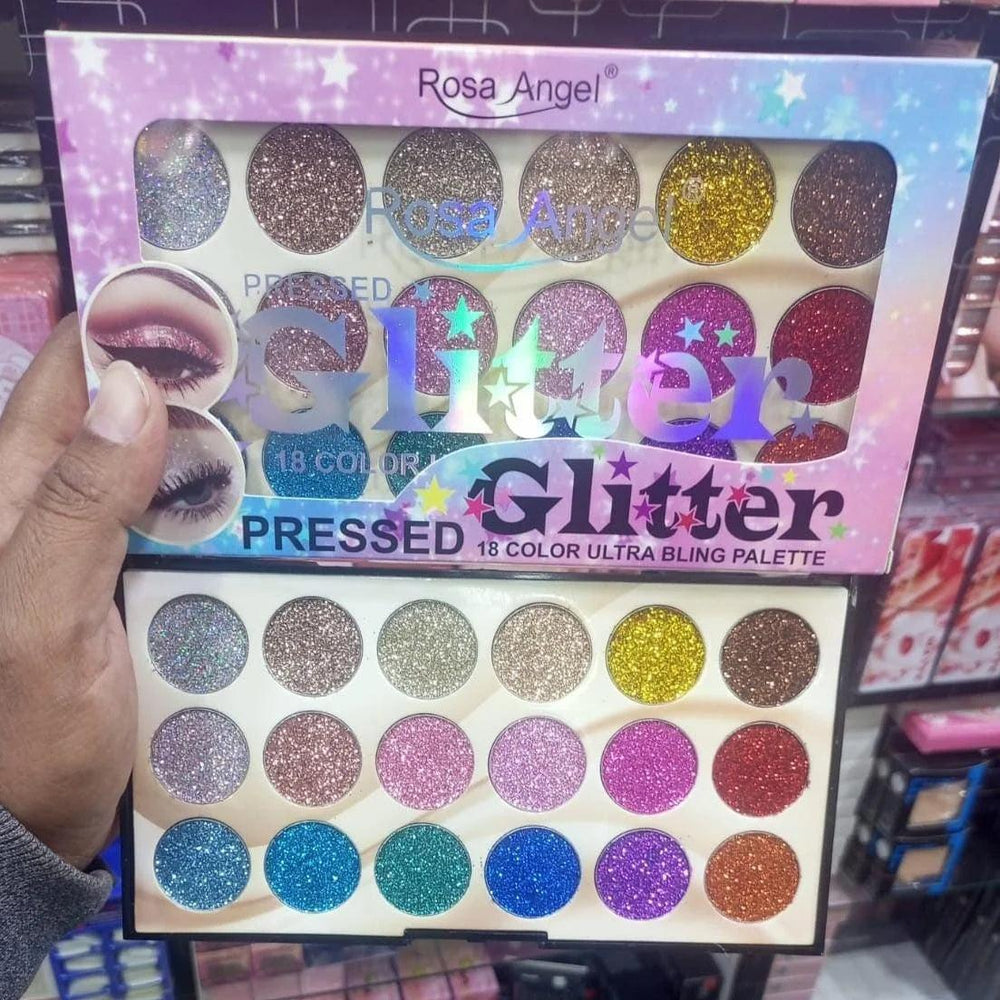 Rosa Angel®
Rosa Angel®
PRESSED
Glitter
18 COLOR
Glitter
PRESSED
18 COLOR ULTRA BLING PALETTE